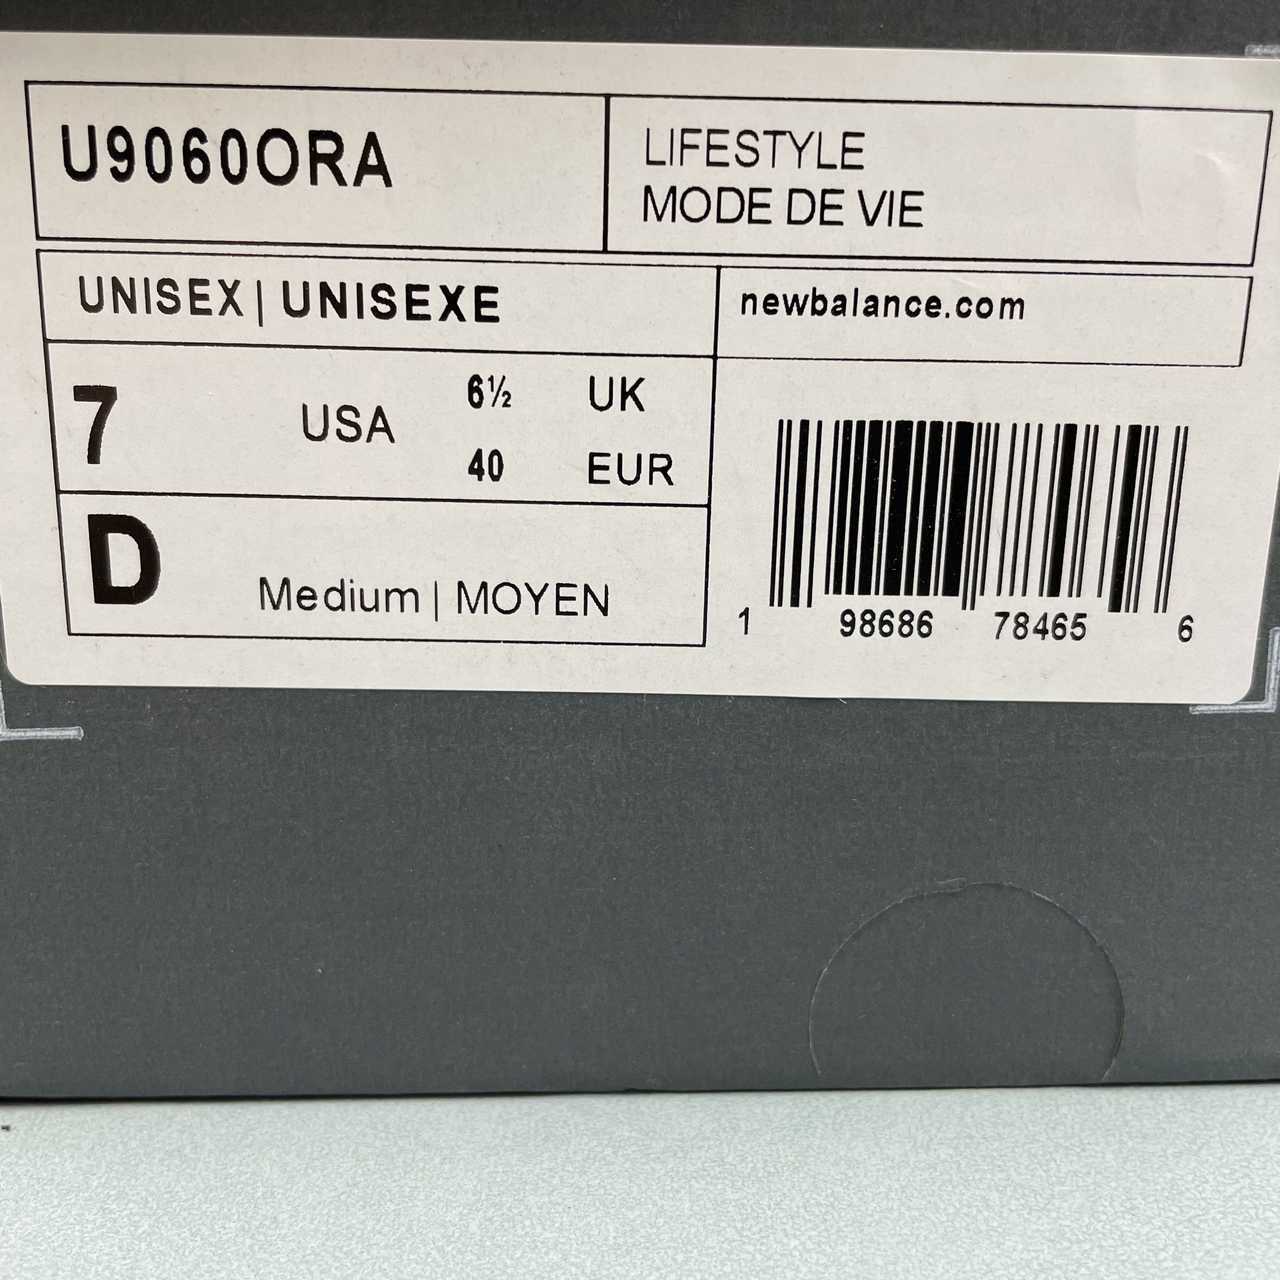 U9060ORA
LIFESTYLE
MODE DE VIE
UNISEX | UNISEXE
newbalance.com
7 USA 6½ UK
40 EUR
D Medium | MOYEN
1 98686 78465 6